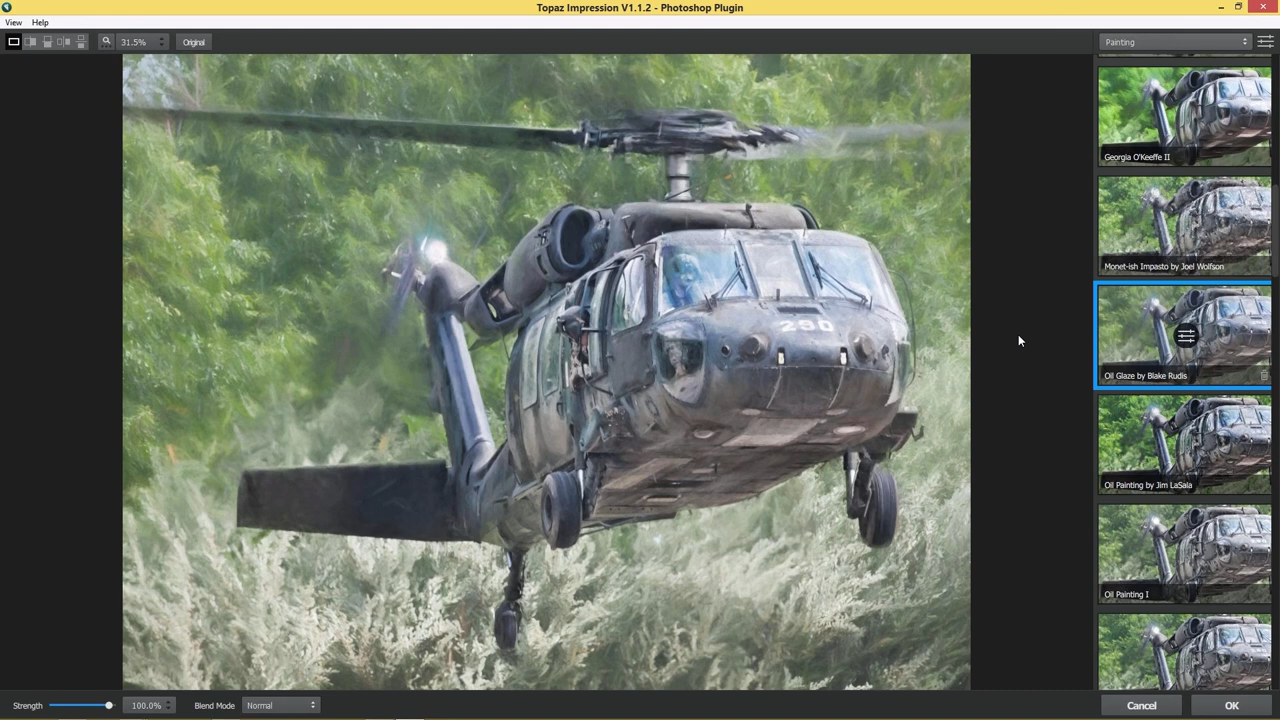 Topaz Impression V1.1.2 - Photoshop Plugin
View Help
31.5% Original
Painting
Georgia O'Keeffe II
Monet-ish Impasto by Joel Wolfson
290
Oil Glaze by Blake Rudis
Oil Painting by Jim LaSala
Oil Painting I
Strength 100.0% Blend Mode Normal
Cancel OK